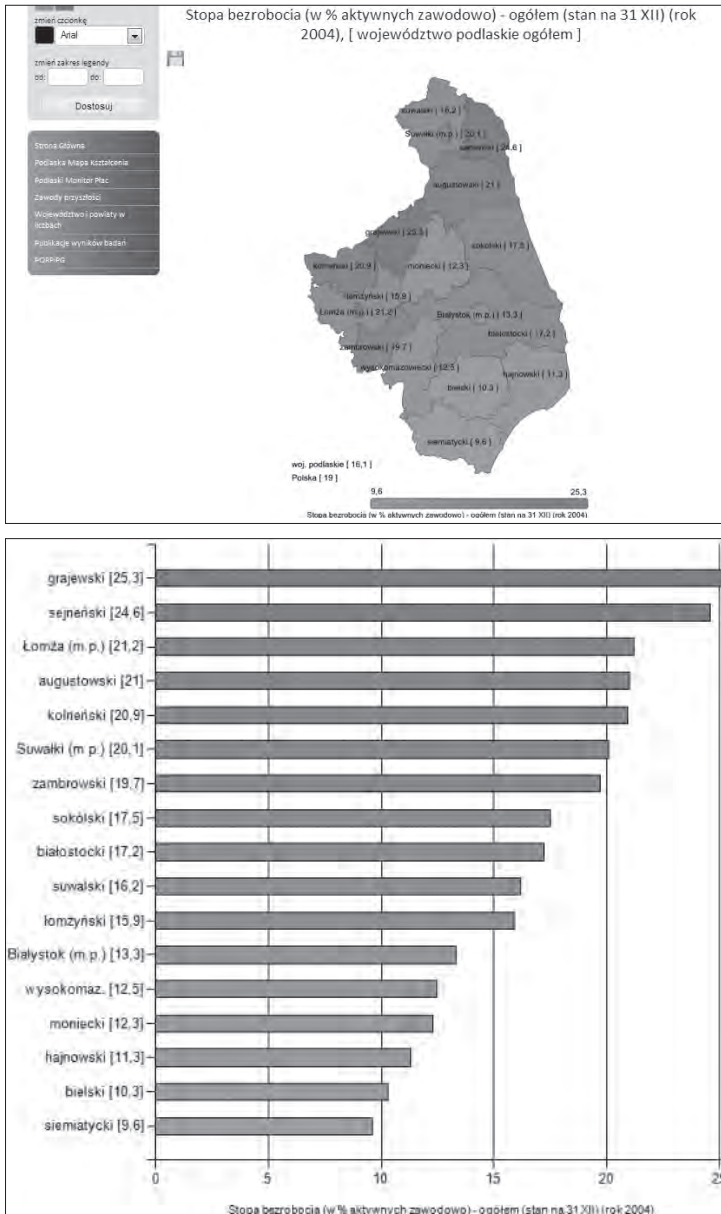 zmień czcionkę
Arial
zmień zakres legendy
od: do:
Dostosuj
Strona Główna
Podlaska Mapa Kształcenia
Podlaski Monitor Płac
Zawody przyszłości
Województwo i powiaty w
liczbach
Publikacje wyników badań
Stopa bezrobocia (w % aktywnych zawodowo) - ogółem (stan na 31 XII) (rok
2004), [ województwo podlaskie ogółem ]
suwalski [ 16,2 ]
Suwałki (m.p.) [ 20,1 ]
sejneński [ 24,6 ]
augustowski [ 21 ]
grajewski [ 25,3 ]
sokólski [ 17,5 ]
kolneński [ 20,9 ]
moniecki [ 12,3 ]
łomżyński [ 15,9 ]
Łomża (m.p.) [ 21,2 ]
Białystok (m.p.) [ 13,3 ]
białostocki [ 17,2 ]
zambrowski [ 19,7 ]
wysokomazowiecki [ 12,5 ]
hajnowski [ 11,3 ]
bielski [ 10,3 ]
siemiatycki [ 9,6 ]
woj. podlaskie [ 16,1 ]
Polska [ 19 ]
9,6 25,3
Stopa bezrobocia (w % aktywnych zawodowo) - ogółem (stan na 31 XII) (rok 2004)
grajewski [25,3]
sejneński [24,6]
Łomża (m.p.) [21,2]
augustowski [21]
kolneński [20,9]
Suwałki (m.p.) [20,1]
zambrowski [19,7]
sokólski [17,5]
białostocki [17,2]
suwalski [16,2]
łomżyński [15,9]
Białystok (m.p.) [13,3]
wysokomaz. [12,5]
moniecki [12,3]
hajnowski [11,3]
bielski [10,3]
siemiatycki [9,6]
0 5 10 15 20 25
Stopa bezrobocia (w % aktywnych zawodowo) - ogółem (stan na 31 XII) (rok 2004)